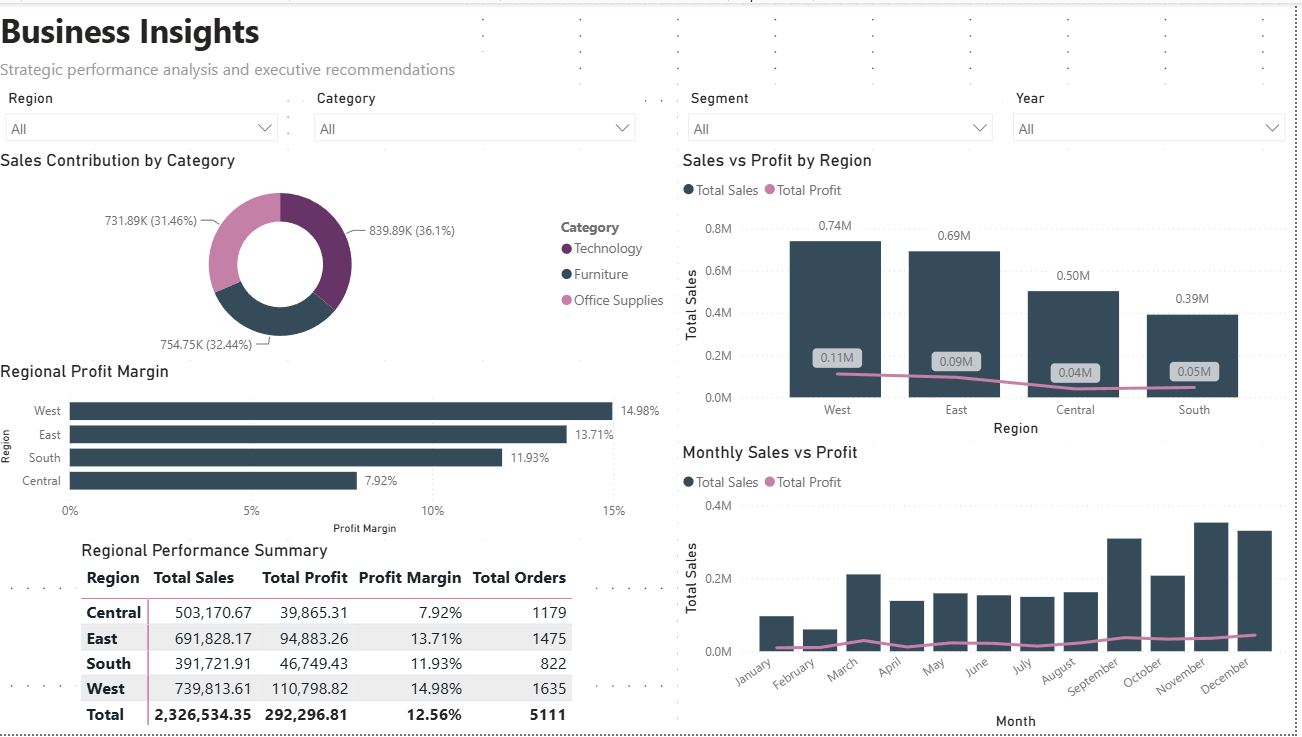 Business Insights
Strategic performance analysis and executive recommendations
Region
All
Category
All
Segment
All
Year
All
Sales Contribution by Category
731.89K (31.46%)
839.89K (36.1%)
754.75K (32.44%)
Category
Technology
Furniture
Office Supplies
Sales vs Profit by Region
Total Sales Total Profit
Total Sales
0.8M
0.6M
0.4M
0.2M
0.0M
0.74M
0.69M
0.50M
0.39M
0.11M
0.09M
0.04M
0.05M
West East Central South
Region
Regional Profit Margin
Region
West 14.98%
East 13.71%
South 11.93%
Central 7.92%
0% 5% 10% 15%
Profit Margin
Monthly Sales vs Profit
Total Sales Total Profit
Total Sales
0.4M
0.2M
0.0M
January February March April May June July August September October November December
Month
Regional Performance Summary
Region Total Sales Total Profit Profit Margin Total Orders
Central 503,170.67 39,865.31 7.92% 1179
East 691,828.17 94,883.26 13.71% 1475
South 391,721.91 46,749.43 11.93% 822
West 739,813.61 110,798.82 14.98% 1635
Total 2,326,534.35 292,296.81 12.56% 5111